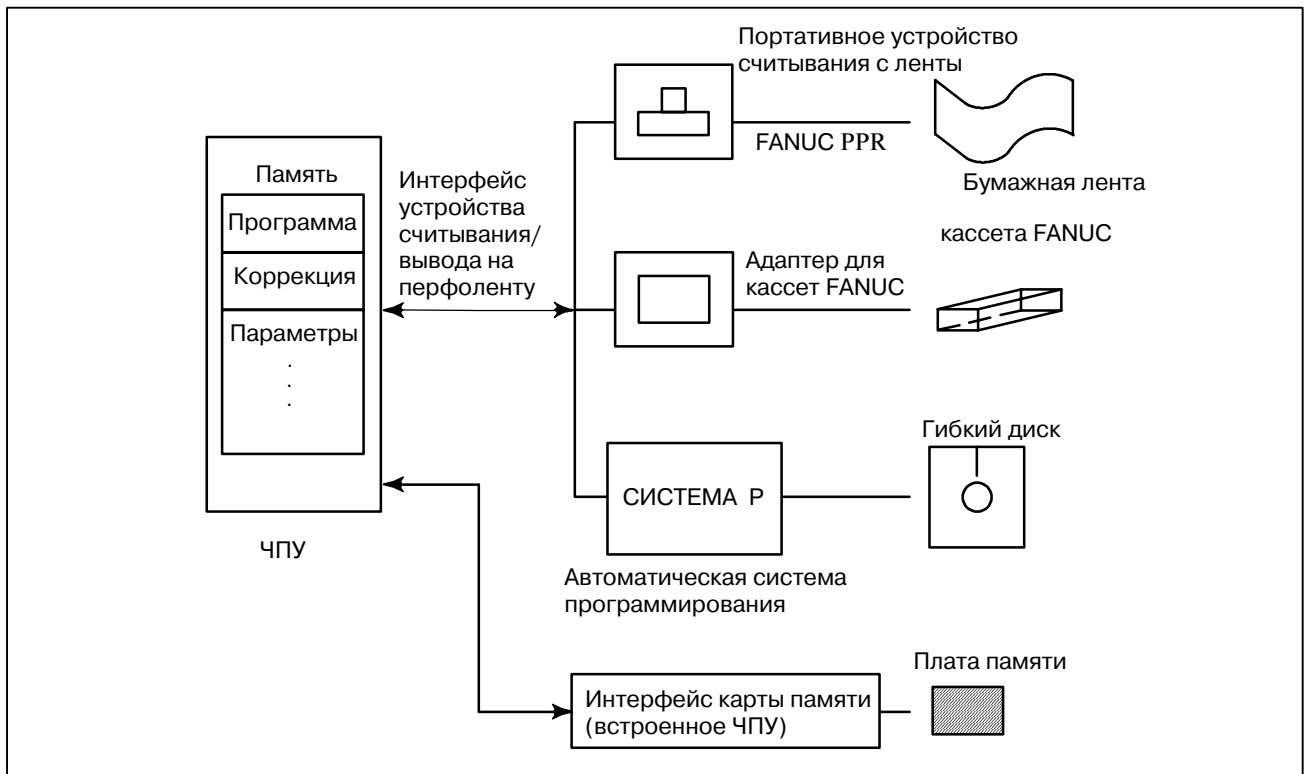 Портативное устройство
считывания с ленты
FANUC PPR
Бумажная лента
Память
Программа
Коррекция
Параметры
ЧПУ
Интерфейс
устройства
считывания/
вывода на
перфоленту
кассета FANUC
Адаптер для
кассет FANUC
Гибкий диск
СИСТЕМА P
Автоматическая система
программирования
Плата памяти
Интерфейс карты памяти
(встроенное ЧПУ)